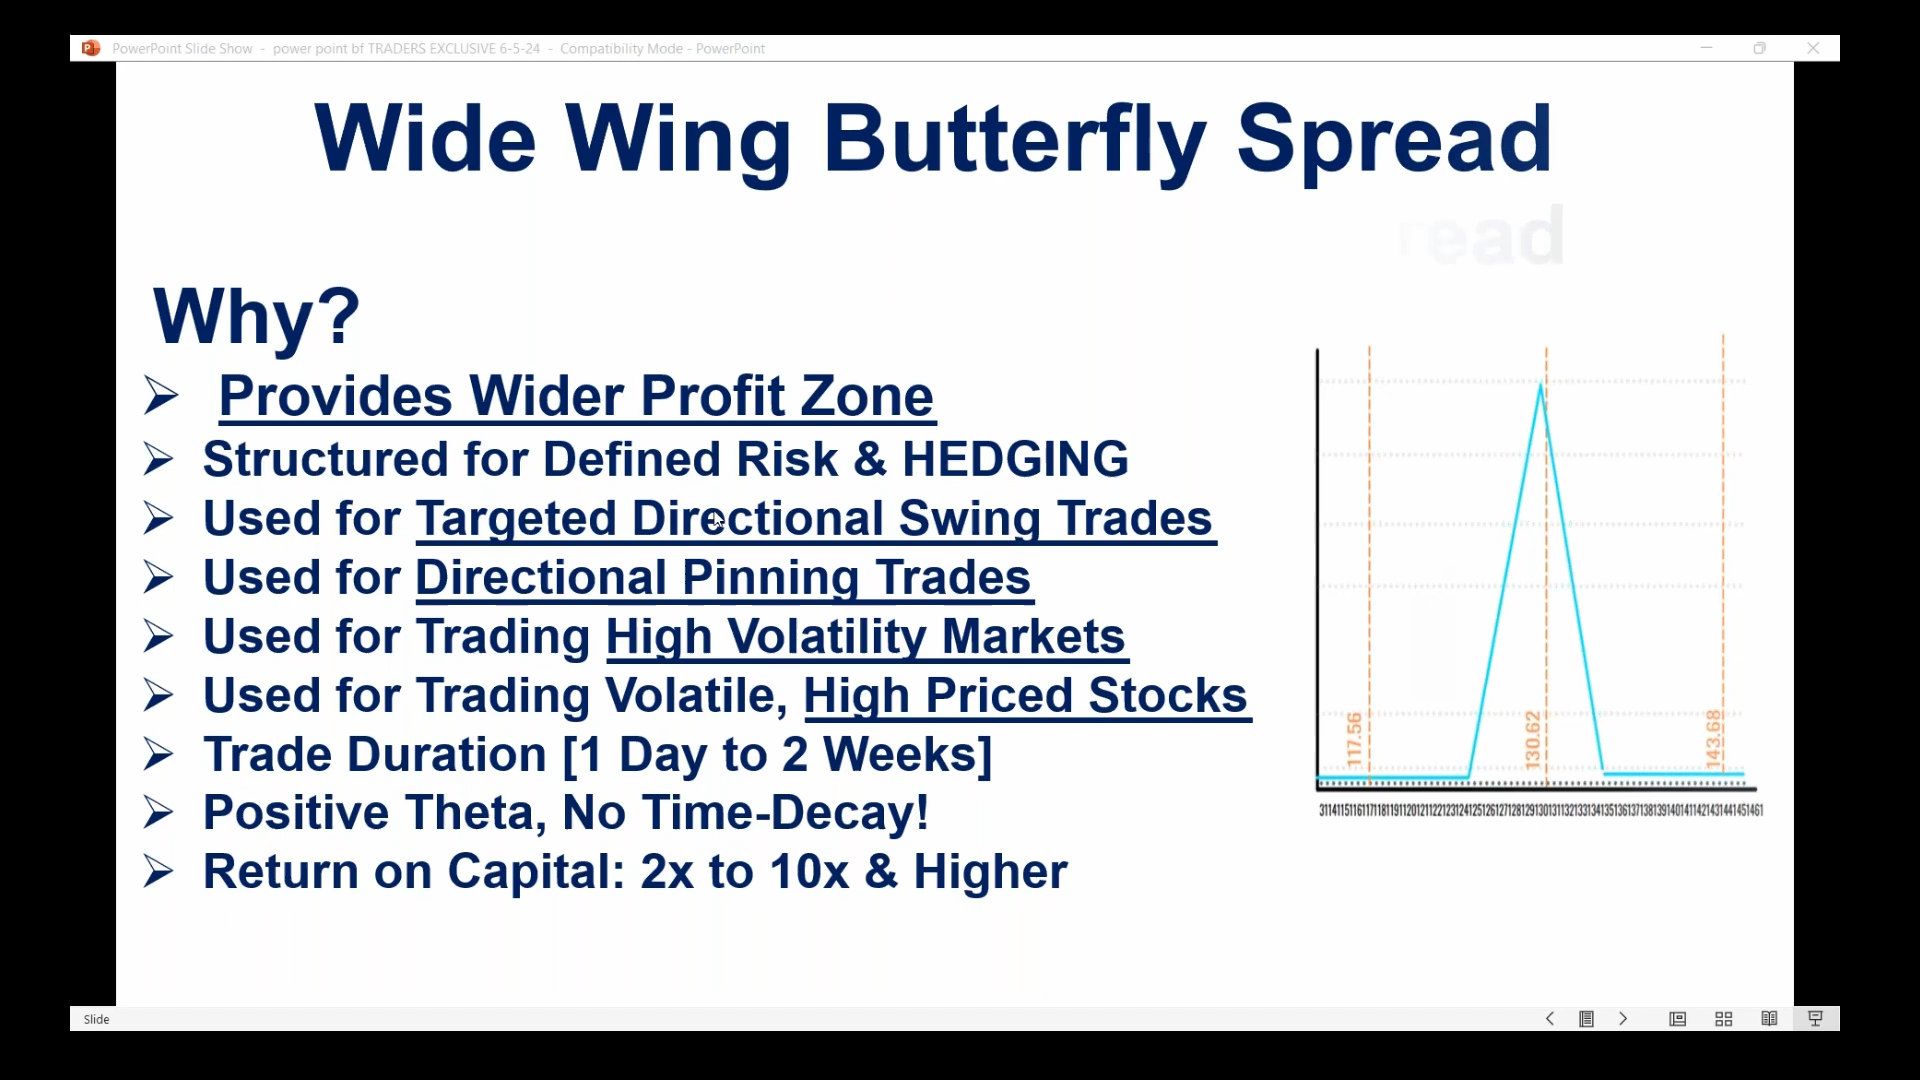 PowerPoint Slide Show - power point bf TRADERS EXCLUSIVE 6-5-24 - Compatibility Mode - PowerPoint
Wide Wing Butterfly Spread
read
Why?
➢ Provides Wider Profit Zone
➢ Structured for Defined Risk & HEDGING
➢ Used for Targeted Directional Swing Trades
➢ Used for Directional Pinning Trades
➢ Used for Trading High Volatility Markets
➢ Used for Trading Volatile, High Priced Stocks
➢ Trade Duration [1 Day to 2 Weeks]
➢ Positive Theta, No Time-Decay!
➢ Return on Capital: 2x to 10x & Higher
117.56
130.62
143.68
Slide